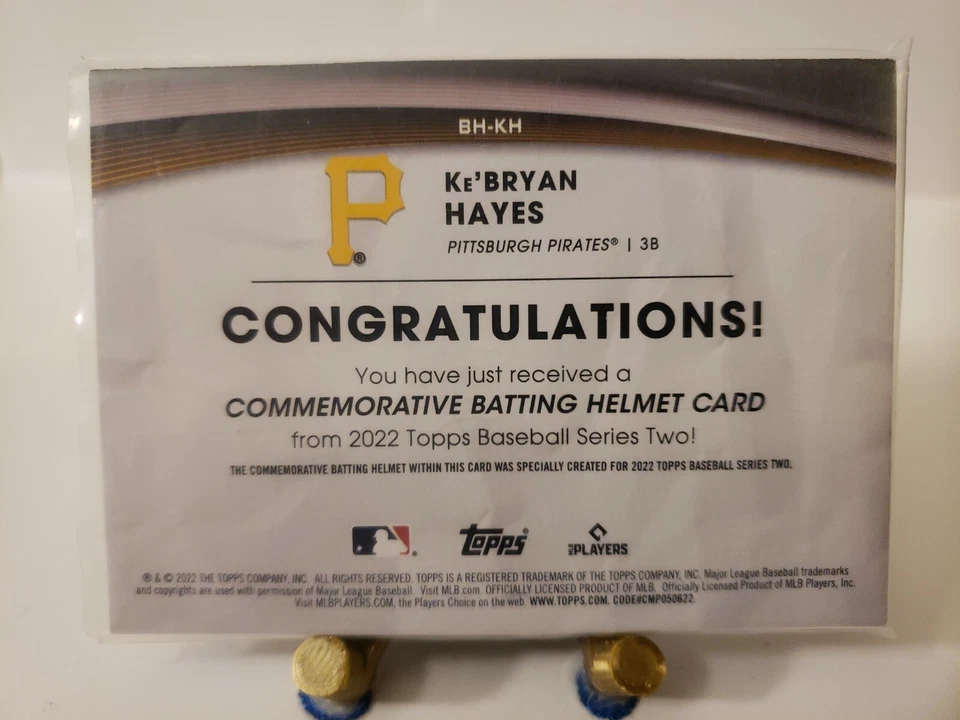 BH-KH
P®
KE'BRYAN
HAYES
PITTSBURGH PIRATES® | 3B
CONGRATULATIONS!
You have just received a
COMMEMORATIVE BATTING HELMET CARD
from 2022 Topps Baseball Series Two!
THE COMMEMORATIVE BATTING HELMET WITHIN THIS CARD WAS SPECIALLY CREATED FOR 2022 TOPPS BASEBALL SERIES TWO.
topps PLAYERS
® & © 2022 THE TOPPS COMPANY, INC. ALL RIGHTS RESERVED. TOPPS IS A REGISTERED TRADEMARK OF THE TOPPS COMPANY, INC. Major League Baseball trademarks
and copyrights are used with permission of Major League Baseball. Visit MLB.com. OFFICIALLY LICENSED PRODUCT OF MLB. Officially Licensed Product of MLB Players, Inc.
Visit MLBPLAYERS.COM, the Players Choice on the web. WWW.TOPPS.COM. CODE#CMP050622.